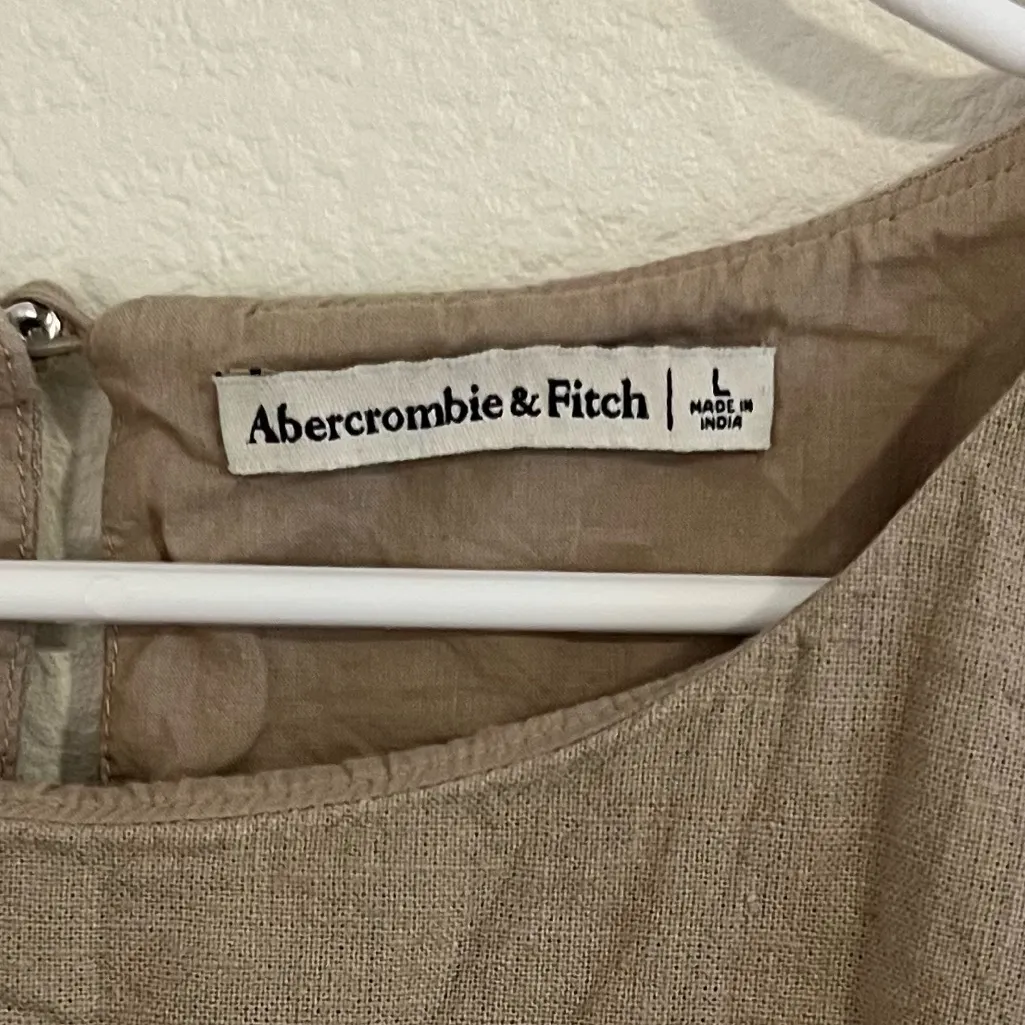 Abercrombie & Fitch | L
MADE IN
INDIA